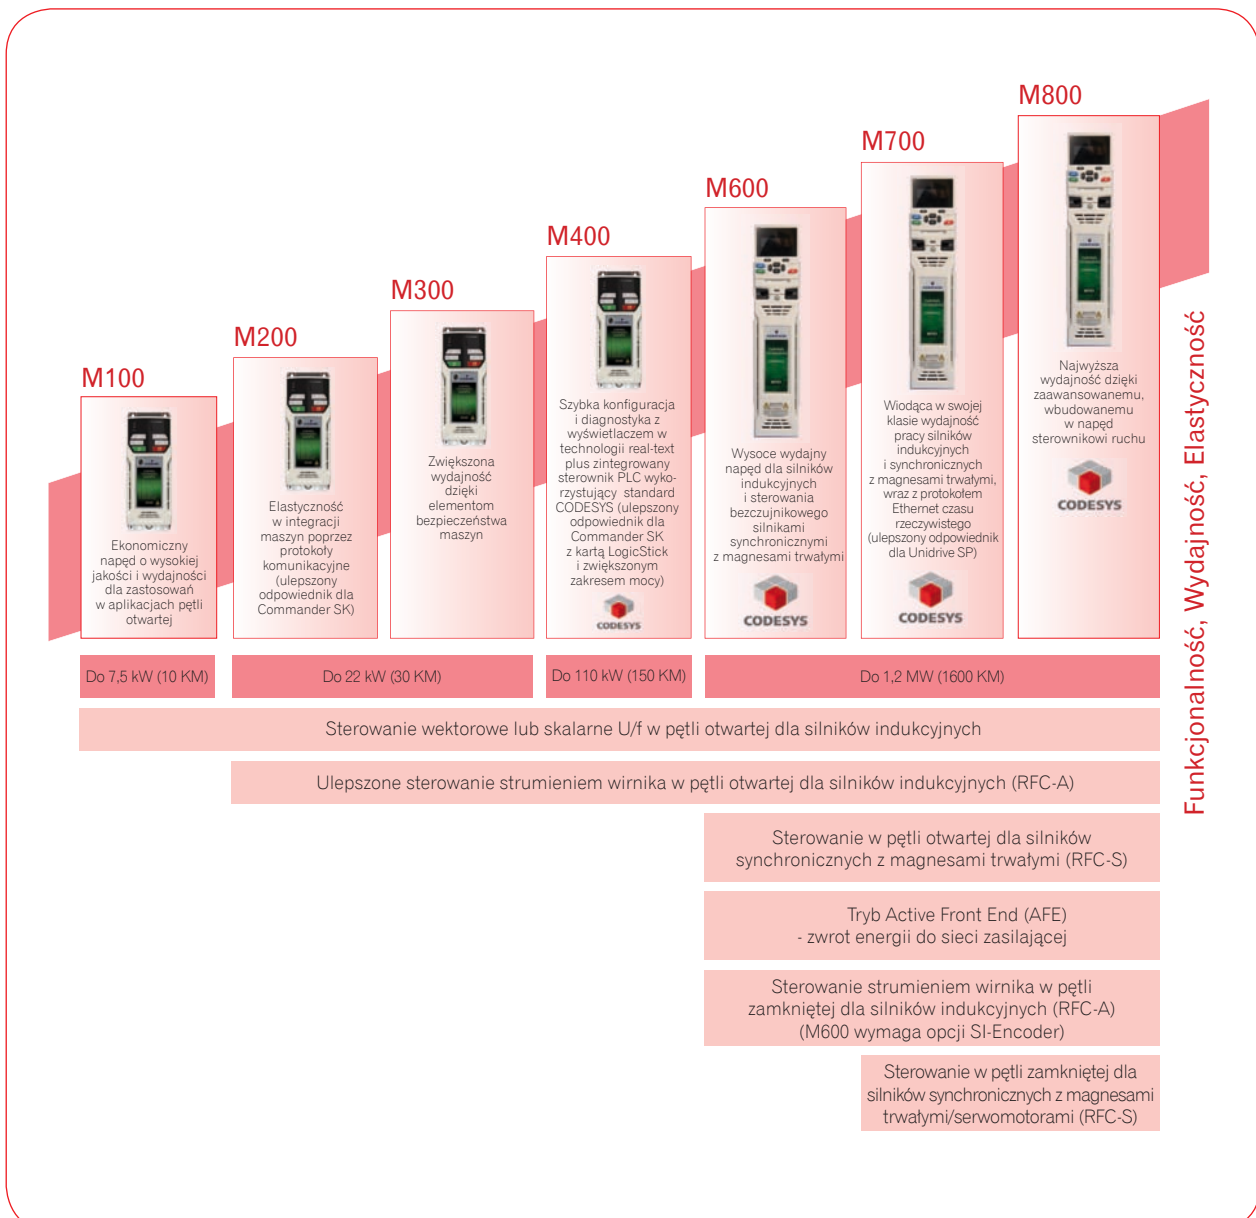 M100
Ekonomiczny
napęd o wysokiej
jakości i wydajności
dla zastosowań
w aplikacjach pętli
otwartej
M200
Elastyczność
w integracji
maszyn poprzez
protokoły
komunikacyjne
(ulepszony
odpowiednik dla
Commander SK)
M300
Zwiększona
wydajność
dzięki
elementom
bezpieczeństwa
maszyn
M400
Szybka konfiguracja
i diagnostyka z
wyświetlaczem w
technologii real-text
plus zintegrowany
sterownik PLC wyko-
rzystujący standard
CODESYS (ulepszony
odpowiednik dla
Commander SK
z kartą LogicStick
i zwiększonym
zakresem mocy)
CODESYS
M600
Wysoce wydajny
napęd dla silników
indukcyjnych
i sterowania
bezczujnikowego
silnikami
synchronicznymi
z magnesami trwałymi
CODESYS
M700
Wiodąca w swojej
klasie wydajność
pracy silników
indukcyjnych
i synchronicznych
z magnesami trwałymi,
wraz z protokołem
Ethernet czasu
rzeczywistego
(ulepszony odpowiednik
dla Unidrive SP)
CODESYS
M800
Najwyższa
wydajność dzięki
zaawansowanemu,
wbudowanemu
w napęd
sterownikowi ruchu
CODESYS
Funkcjonalność, Wydajność, Elastyczność
Do 7,5 kW (10 KM)
Do 22 kW (30 KM)
Do 110 kW (150 KM)
Do 1,2 MW (1600 KM)
Sterowanie wektorowe lub skalarne U/f w pętli otwartej dla silników indukcyjnych
Ulepszone sterowanie strumieniem wirnika w pętli otwartej dla silników indukcyjnych (RFC-A)
Sterowanie w pętli otwartej dla silników
synchronicznych z magnesami trwałymi (RFC-S)
Tryb Active Front End (AFE)
- zwrot energii do sieci zasilającej
Sterowanie strumieniem wirnika w pętli
zamkniętej dla silników indukcyjnych (RFC-A)
(M600 wymaga opcji SI-Encoder)
Sterowanie w pętli zamkniętej dla
silników synchronicznych z magnesami
trwałymi/serwomotorami (RFC-S)